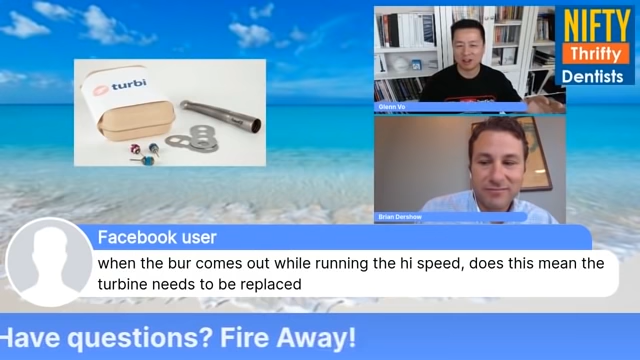 NIFTY
Thrifty
Dentists
turbi
Glenn Vo
Brian Dershow
Facebook user
when the bur comes out while running the hi speed, does this mean the
turbine needs to be replaced
Have questions? Fire Away!